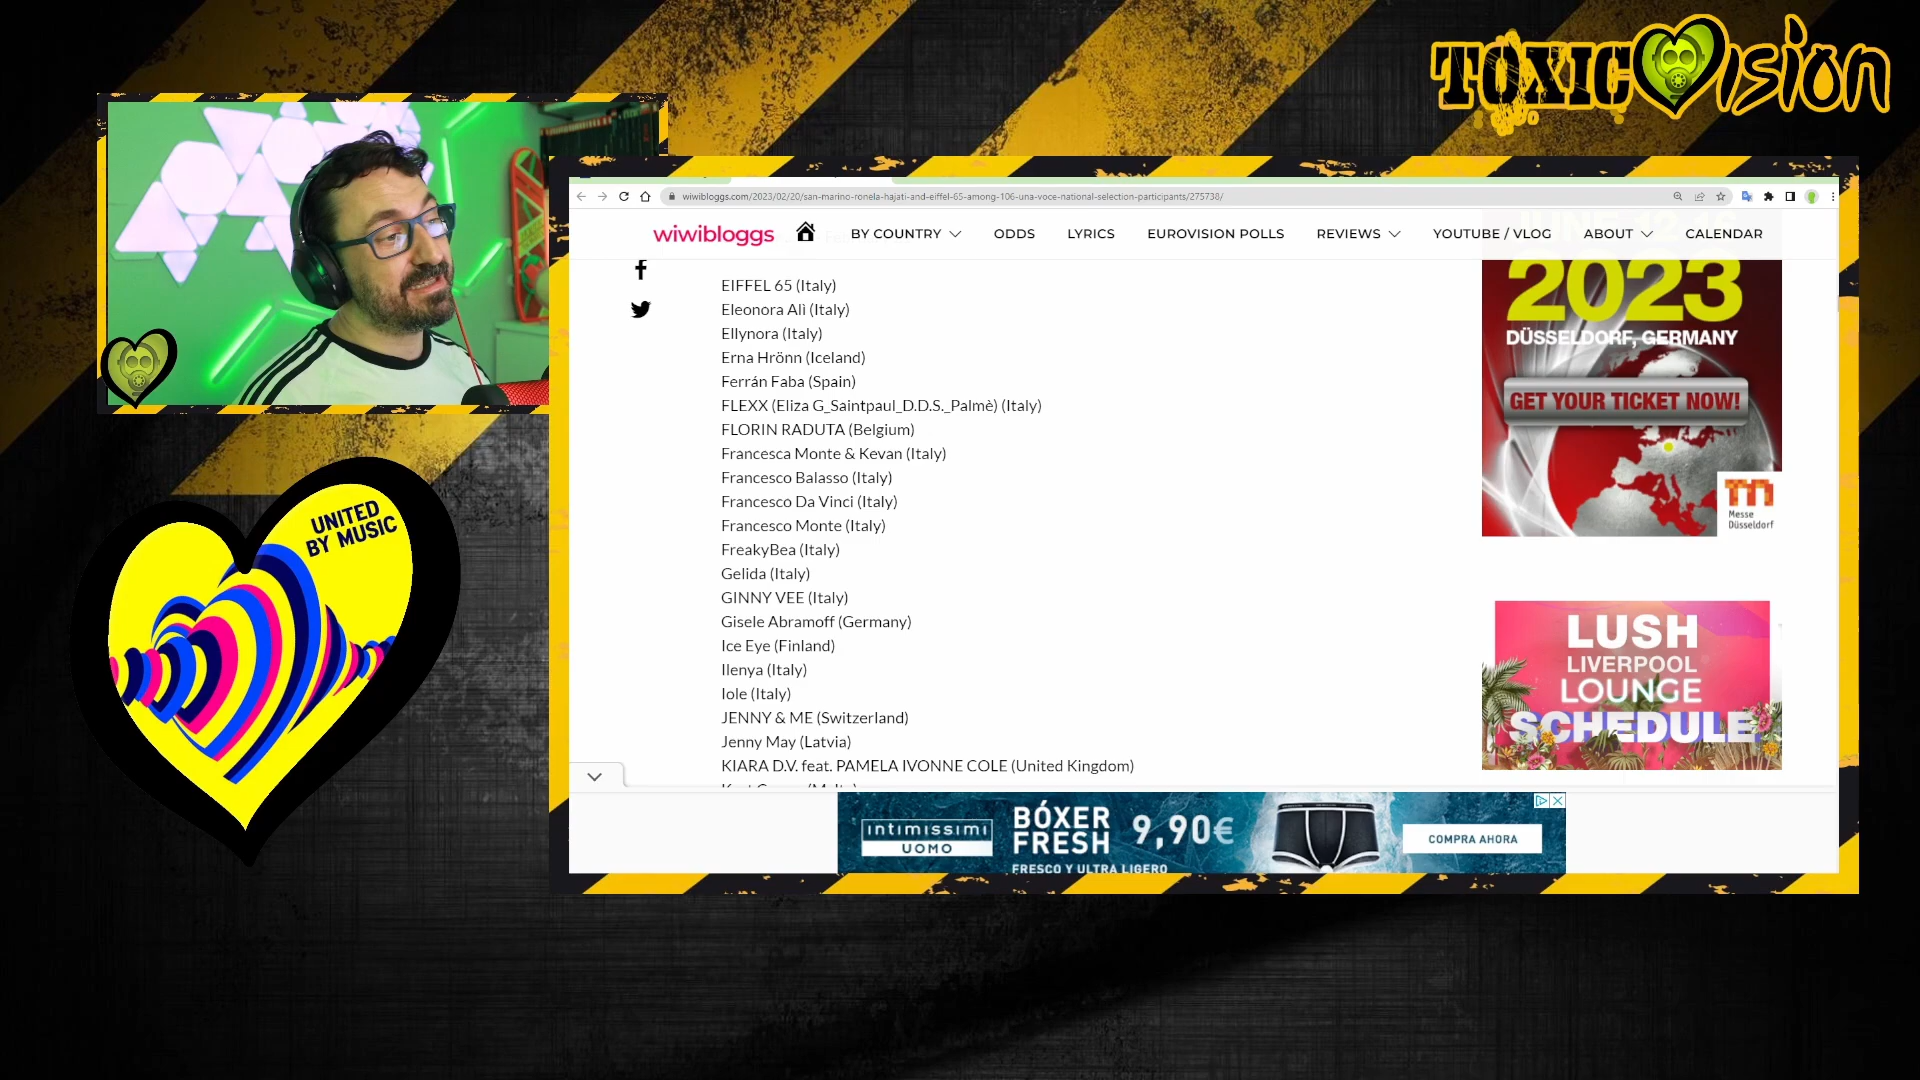 TOXIC VISION
wiwibloggs.com/2023/02/20/san-marino-ronela-hajati-and-eiffel-65-among-106-una-voce-national-selection-participants/275738/
wiwibloggs BY COUNTRY ODDS LYRICS EUROVISION POLLS REVIEWS YOUTUBE / VLOG ABOUT CALENDAR
EIFFEL 65 (Italy)
Eleonora Alì (Italy)
Ellynora (Italy)
Erna Hrönn (Iceland)
Ferrán Faba (Spain)
FLEXX (Eliza G_Saintpaul_D.D.S._Palmè) (Italy)
FLORIN RADUTA (Belgium)
Francesca Monte & Kevan (Italy)
Francesco Balasso (Italy)
Francesco Da Vinci (Italy)
Francesco Monte (Italy)
FreakyBea (Italy)
Gelida (Italy)
GINNY VEE (Italy)
Gisele Abramoff (Germany)
Ice Eye (Finland)
Ilenya (Italy)
Iole (Italy)
JENNY & ME (Switzerland)
Jenny May (Latvia)
KIARA D.V. feat. PAMELA IVONNE COLE (United Kingdom)
2023
DÜSSELDORF, GERMANY
GET YOUR TICKET NOW!
Messe
Düsseldorf
LUSH
LIVERPOOL
LOUNGE
SCHEDULE
UNITED
BY MUSIC
intimissimi
UOMO
BÓXER
FRESH
9,90€
FRESCO Y ULTRA LIGERO
COMPRA AHORA